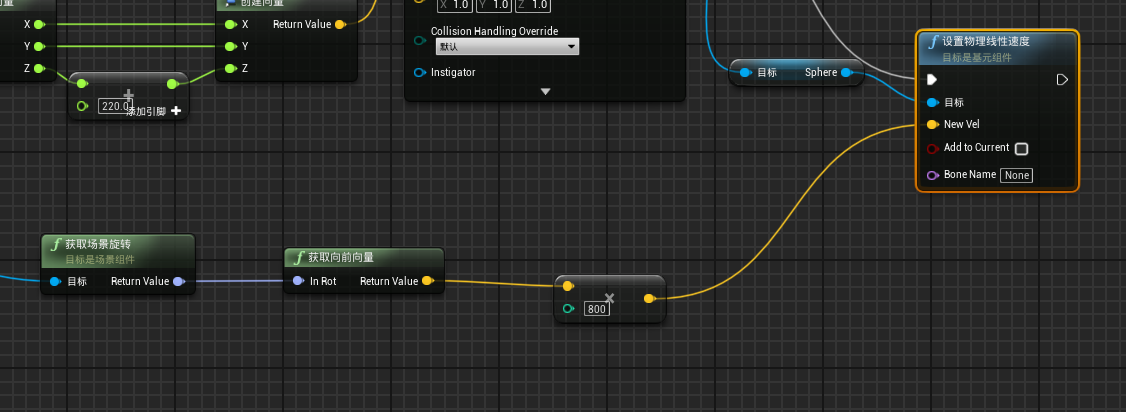 向量
创建向量
X
X
Return Value
Y
Y
Z
Z
220.0
添加引脚
X 1.0 Y 1.0 Z 1.0
Collision Handling Override
默认
Instigator
目标
Sphere
设置物理线性速度
目标是基元组件
目标
New Vel
Add to Current
Bone Name None
获取场景旋转
目标是场景组件
目标
Return Value
获取向前向量
In Rot
Return Value
800